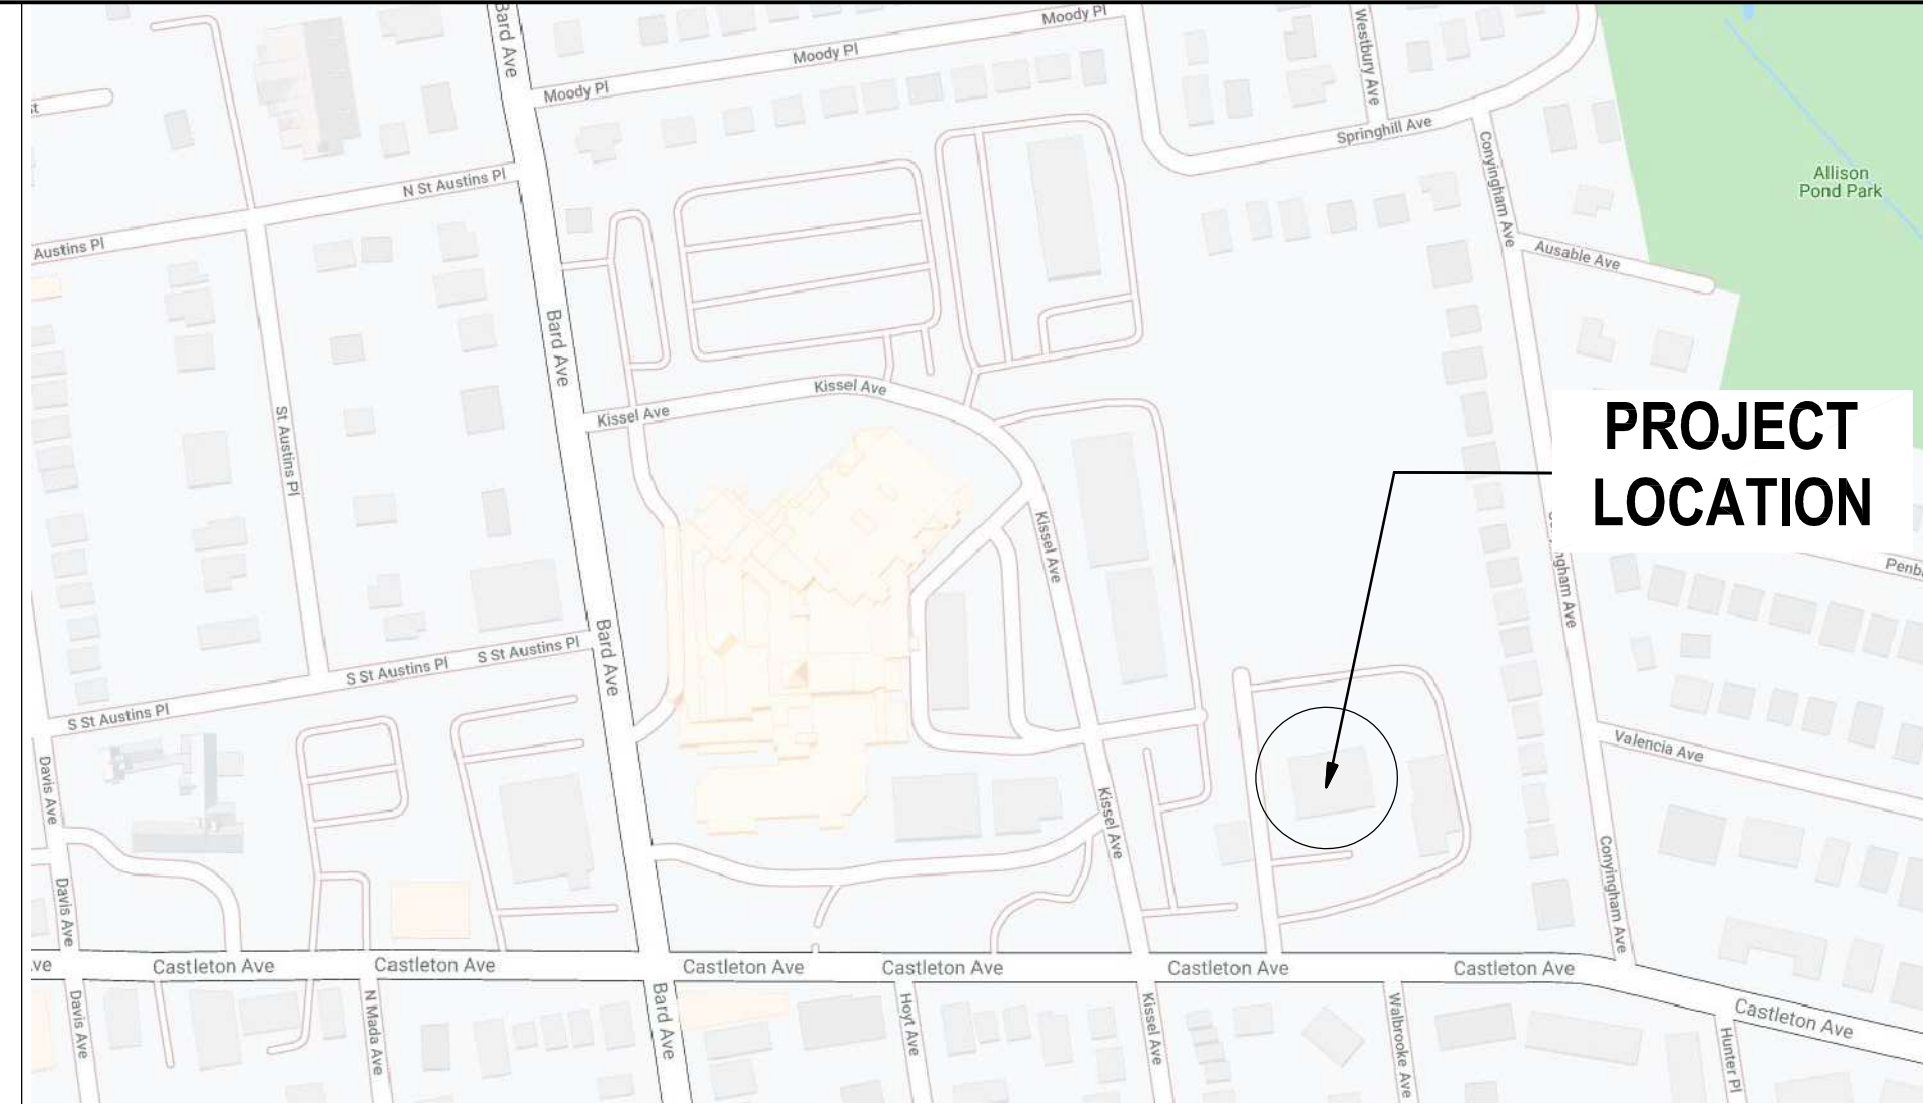 Bard Ave
Moody Pl
Moody Pl
Moody Pl
Westbury Ave
Springhill Ave
Conyingham Ave
Allison
Pond Park
N St Austins Pl
Austins Pl
Ausable Ave
Bard Ave
St. Austins Pl
Kissel Ave
Kissel Ave
PROJECT
LOCATION
Kissel Ave
ngham Ave
Penb
Bard Ave
S St Austins Pl
S St Austins Pl
S St Austins Pl
Valencia Ave
Davis Ave
Kissel Ave
Conyingham Ave
Davis Ave
ve
Castleton Ave
Castleton Ave
Castleton Ave
Castleton Ave
Castleton Ave
Castleton Ave
Castleton Ave
Davis Ave
N Mada Ave
Bard Ave
Hoyt Ave
Kissel Ave
Walbrooke Ave
Hunter Pl